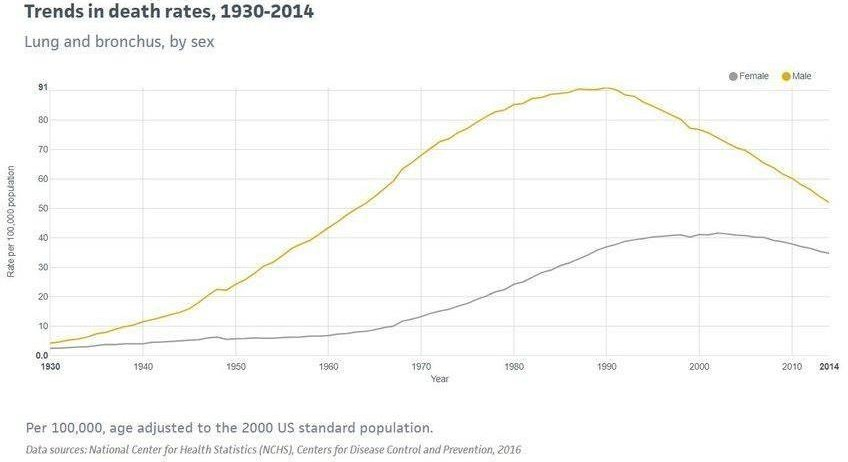 Trends in death rates, 1930-2014
Lung and bronchus, by sex
Female Male
91
80
70
60
50
40
30
20
10
0.0
Rate per 100,000 population
1930 1940 1950 1960 1970 1980 1990 2000 2010 2014
Year
Per 100,000, age adjusted to the 2000 US standard population.
Data sources: National Center for Health Statistics (NCHS), Centers for Disease Control and Prevention, 2016